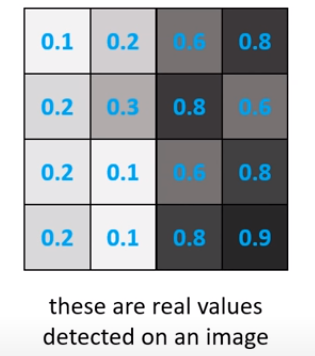 0.1 0.2 0.6 0.8
0.2 0.3 0.8 0.6
0.2 0.1 0.6 0.8
0.2 0.1 0.8 0.9
these are real values
detected on an image